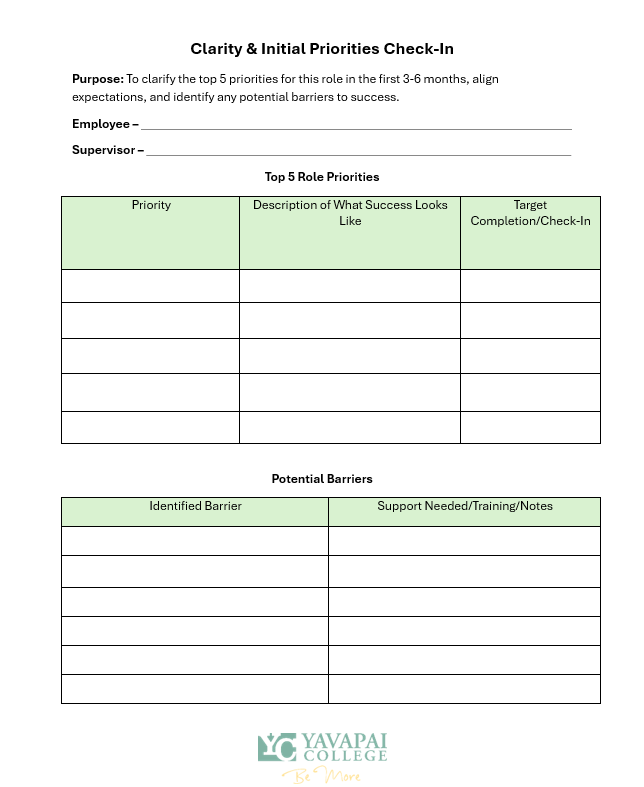 Clarity & Initial Priorities Check-In
Purpose: To clarify the top 5 priorities for this role in the first 3-6 months, align
expectations, and identify any potential barriers to success.
Employee – ___________________________________________________________
Supervisor – __________________________________________________________
Top 5 Role Priorities
Priority
Description of What Success Looks
Like
Target
Completion/Check-In
Potential Barriers
Identified Barrier
Support Needed/Training/Notes
YC YAVAPAI
COLLEGE
Be More